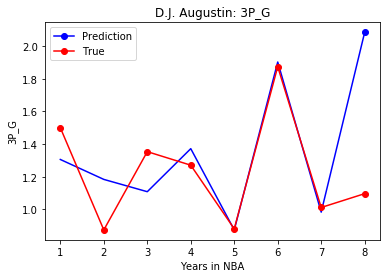 D.J. Augustin: 3P_G
Prediction
True
2.0
1.8
1.6
1.4
1.2
1.0
3P_G
1 2 3 4 5 6 7 8
Years in NBA